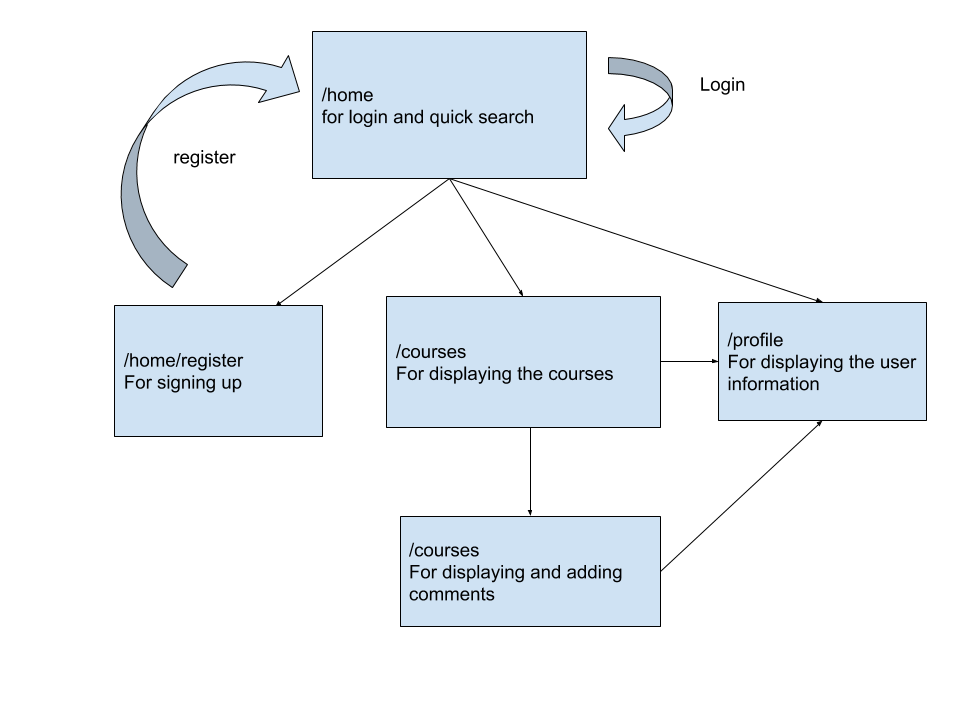 /home
for login and quick search
Login
register
/home/register
For signing up
/courses
For displaying the courses
/profile
For displaying the user
information
/courses
For displaying and adding
comments